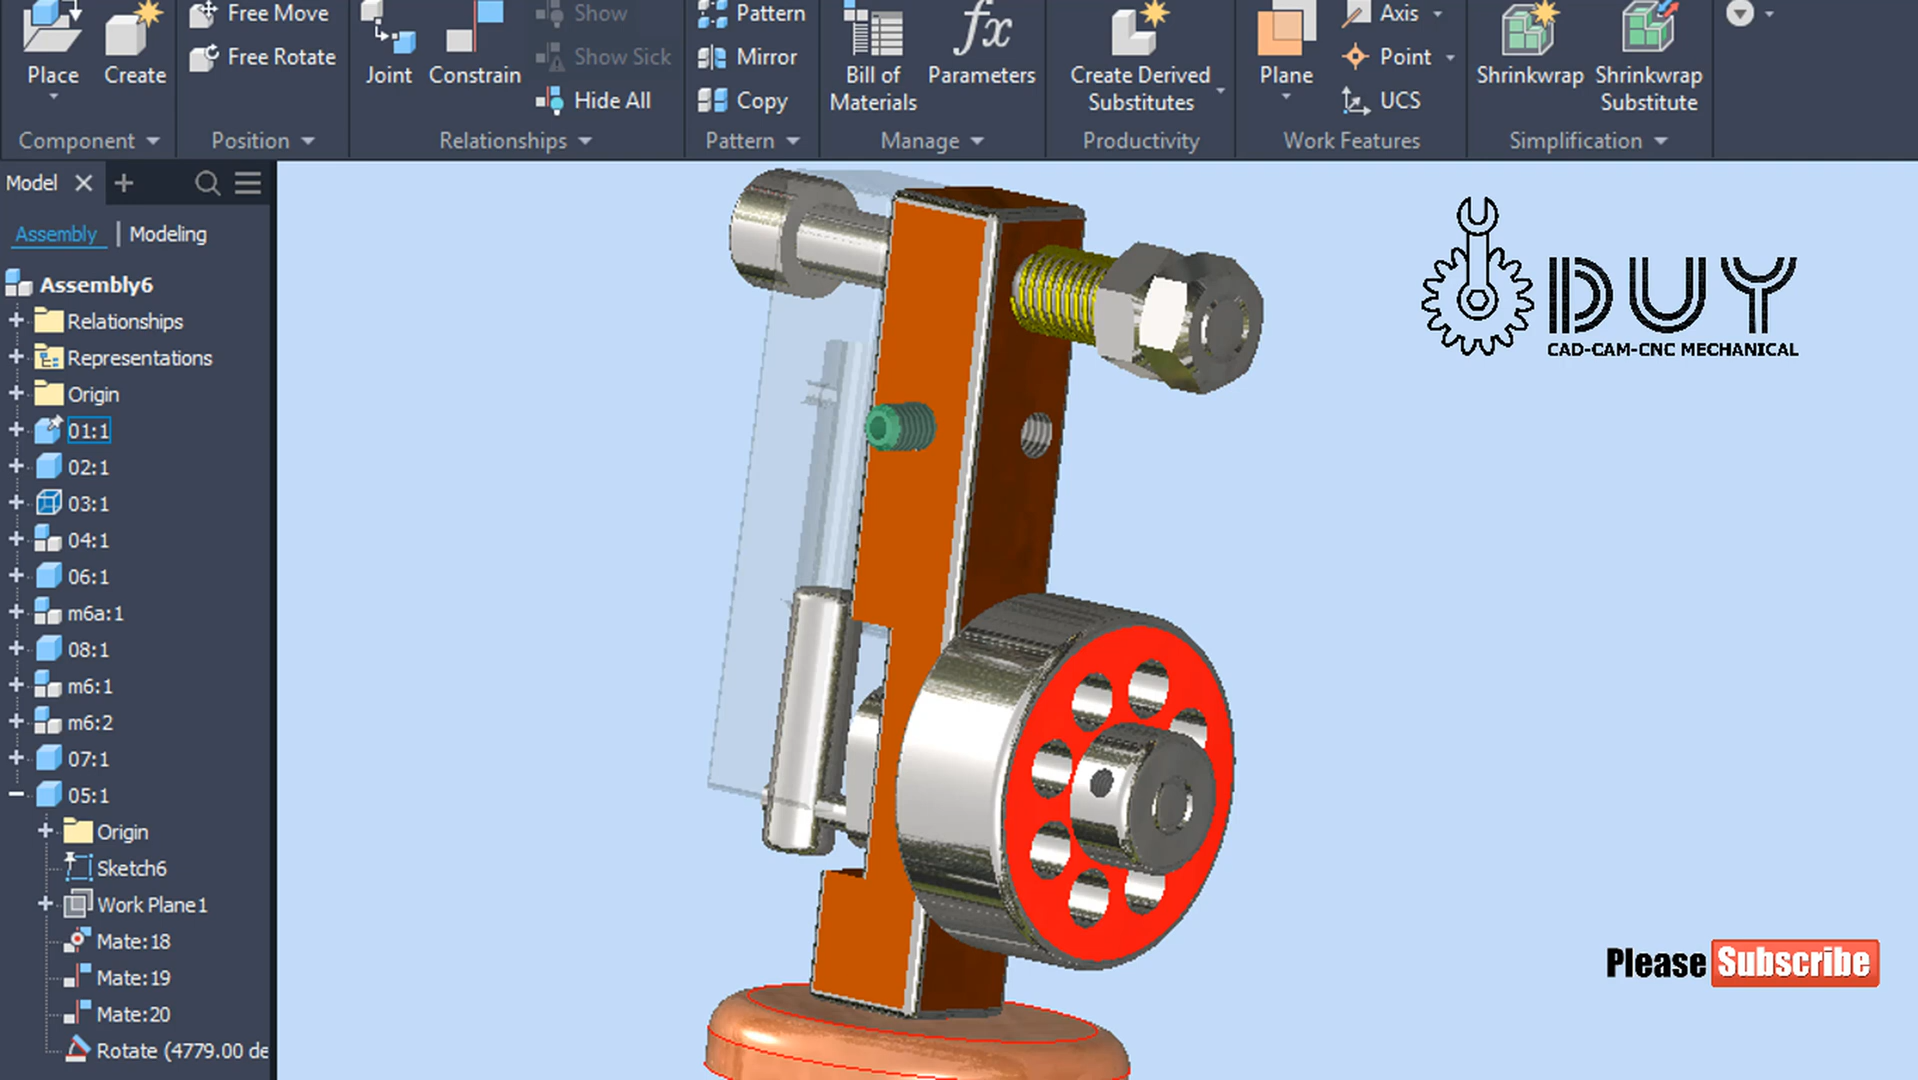 Place
Create
Component
Free Move
Free Rotate
Position
Joint
Constrain
Show
Show Sick
Hide All
Relationships
Pattern
Mirror
Copy
Pattern
Bill of
Materials
fx
Parameters
Manage
Create Derived
Substitutes
Productivity
Plane
Axis
Point
UCS
Work Features
Shrinkwrap
Shrinkwrap
Substitute
Simplification
Model
Assembly | Modeling
Assembly6
Relationships
Representations
Origin
01:1
02:1
03:1
04:1
06:1
m6a:1
08:1
m6:1
m6:2
07:1
05:1
Origin
Sketch6
Work Plane1
Mate:18
Mate:19
Mate:20
Rotate (4779.00 de
DUY
CAD-CAM-CNC MECHANICAL
Please Subscribe